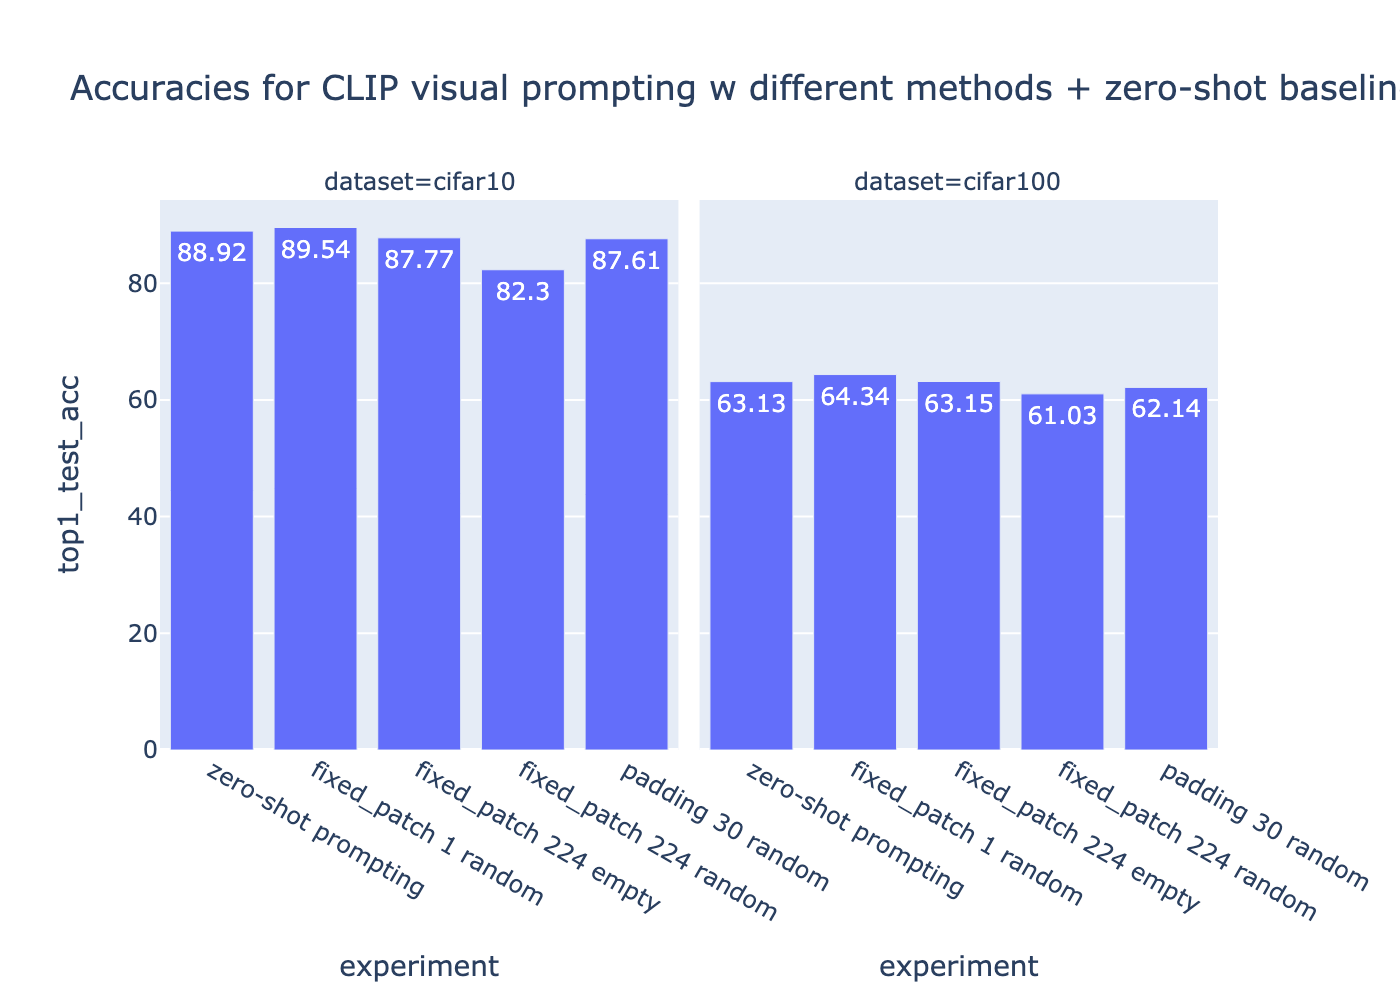 Accuracies for CLIP visual prompting w different methods + zero-shot baselin
dataset=cifar10
dataset=cifar100
top1_test_acc
80
60
40
20
0
88.92
89.54
87.77
82.3
87.61
63.13
64.34
63.15
61.03
62.14
zero-shot prompting
fixed_patch 1 random
fixed_patch 224 empty
fixed_patch 224 random
padding 30 random
zero-shot prompting
fixed_patch 1 random
fixed_patch 224 empty
fixed_patch 224 random
padding 30 random
experiment
experiment